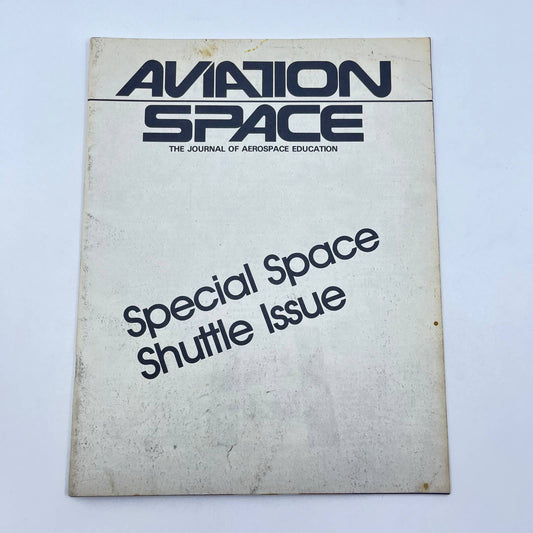 AVIATION
SPACE
THE JOURNAL OF AEROSPACE EDUCATION
Special Space
Shuttle Issue